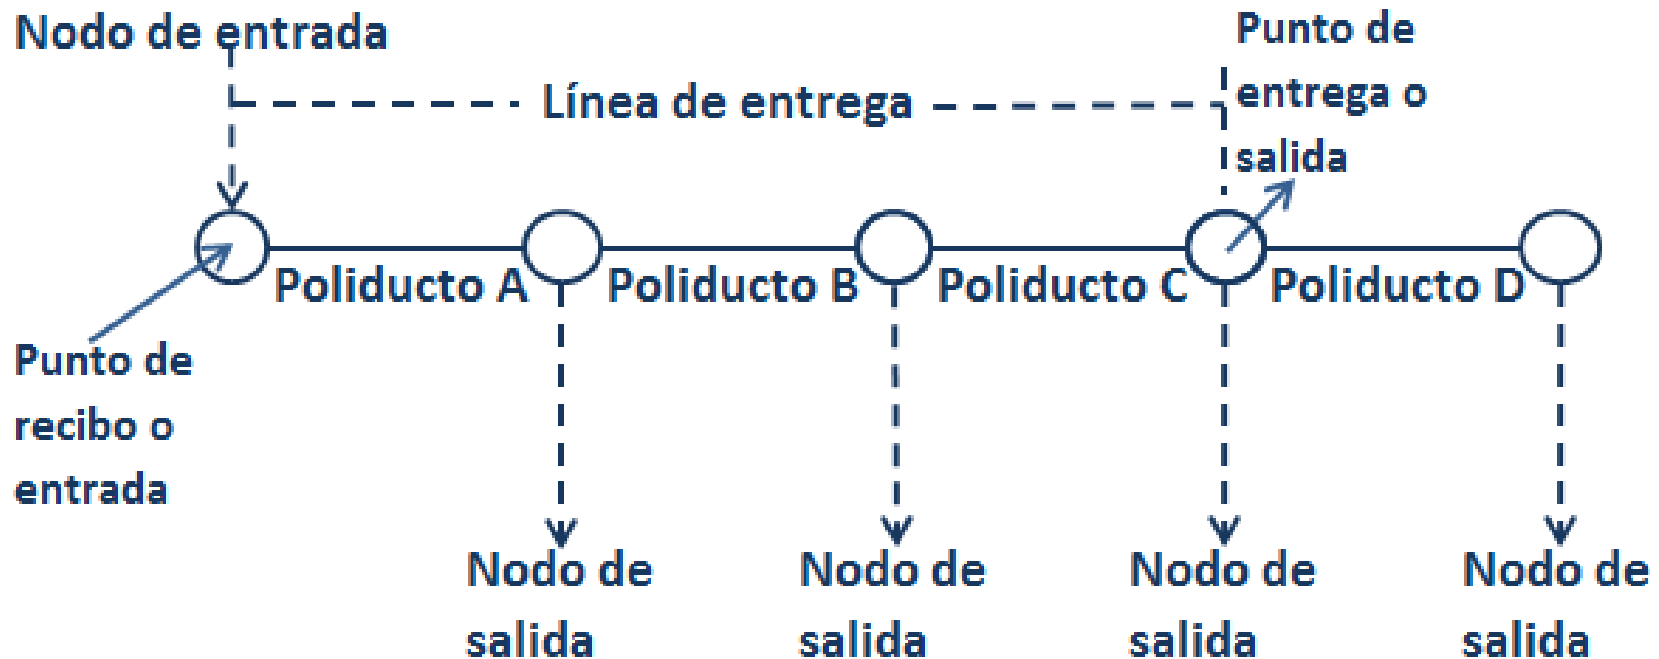 Nodo de entrada
Punto de
entrega o
salida
Línea de entrega
Poliducto A
Poliducto B
Poliducto C
Poliducto D
Punto de
recibo o
entrada
Nodo de
salida
Nodo de
salida
Nodo de
salida
Nodo de
salida